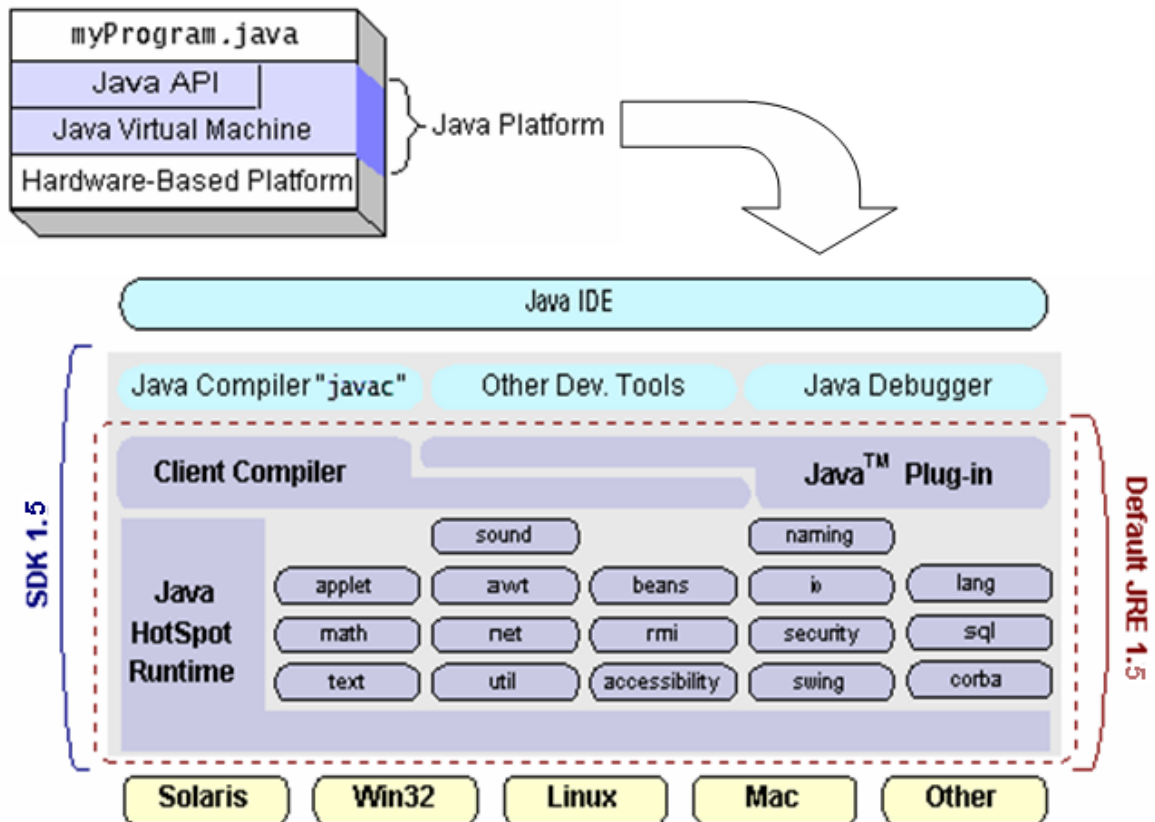 myProgram.java
Java API
Java Virtual Machine
Hardware-Based Platform
Java Platform
Java IDE
SDK 1.5
Java Compiler "javac"
Other Dev. Tools
Java Debugger
Client Compiler
Java™ Plug-in
Default JRE 1.5
Java
HotSpot
Runtime
sound
naming
applet
awt
beans
io
lang
math
net
rmi
security
sql
text
util
accessibility
swing
corba
Solaris
Win32
Linux
Mac
Other